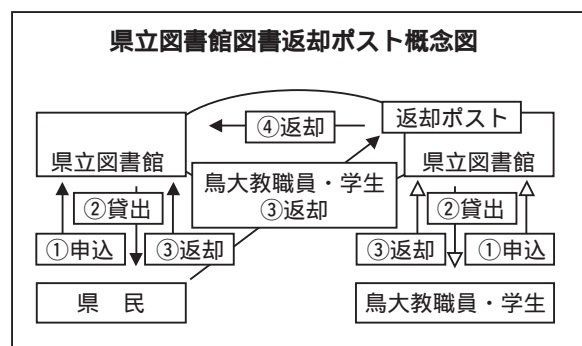 県立図書館図書返却ポスト概念図
④返却
返却ポスト
県立図書館
県立図書館
鳥大教職員・学生
③返却
②貸出
②貸出
①申込
③返却
③返却
①申込
県　民
鳥大教職員・学生